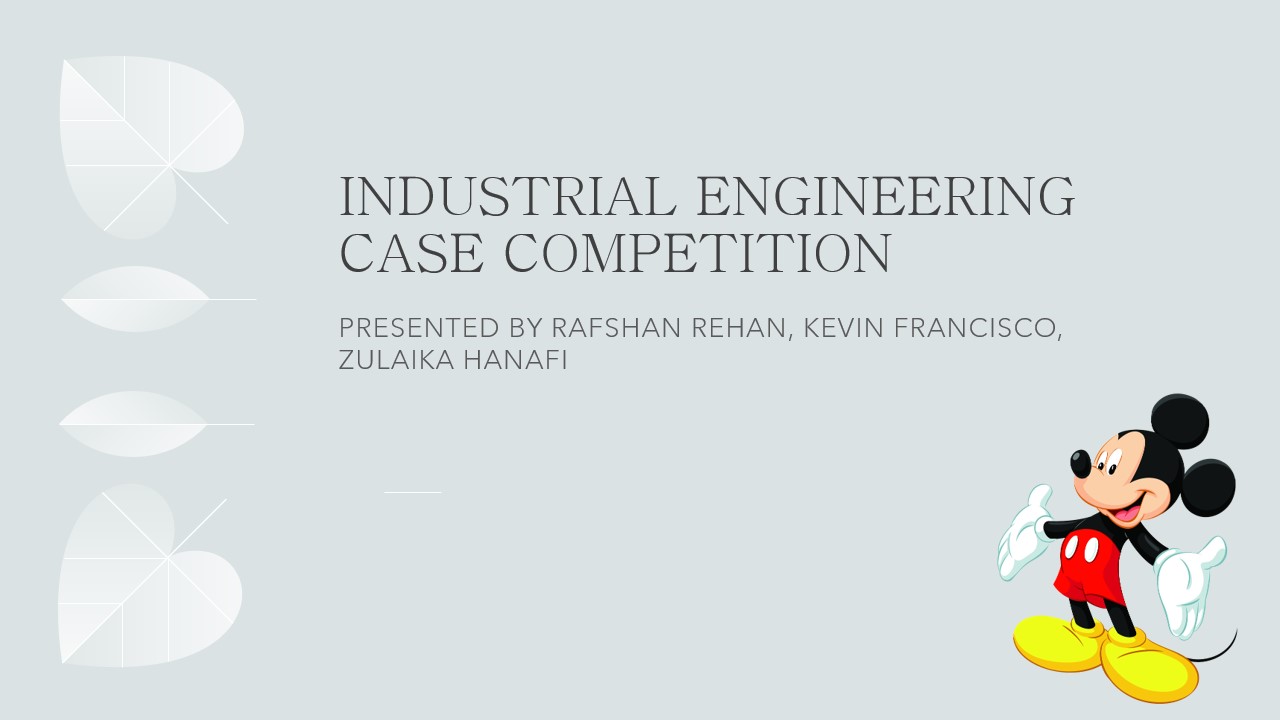 INDUSTRIAL ENGINEERING
CASE COMPETITION
PRESENTED BY RAFSHAN REHAN, KEVIN FRANCISCO,
ZULAIKA HANAFI